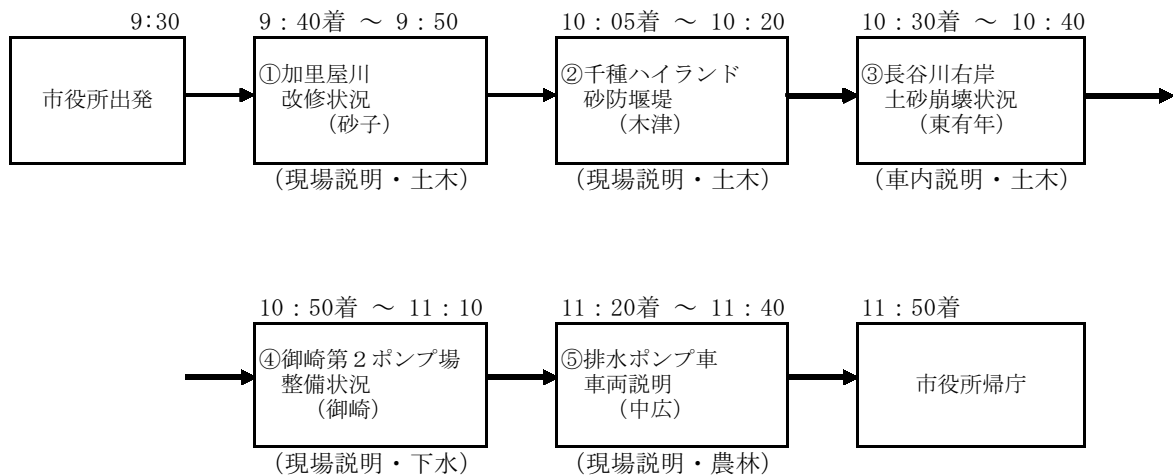 9:30
市役所出発
9：40着 ～ 9：50
①加里屋川
改修状況
（砂子）
（現場説明・土木）
10：05着 ～ 10：20
②千種ハイランド
砂防堰堤
（木津）
（現場説明・土木）
10：30着 ～ 10：40
③長谷川右岸
土砂崩壊状況
（東有年）
（車内説明・土木）
10：50着 ～ 11：10
④御崎第２ポンプ場
整備状況
（御崎）
（現場説明・下水）
11：20着 ～ 11：40
⑤排水ポンプ車
車両説明
（中広）
（現場説明・農林）
11：50着
市役所帰庁